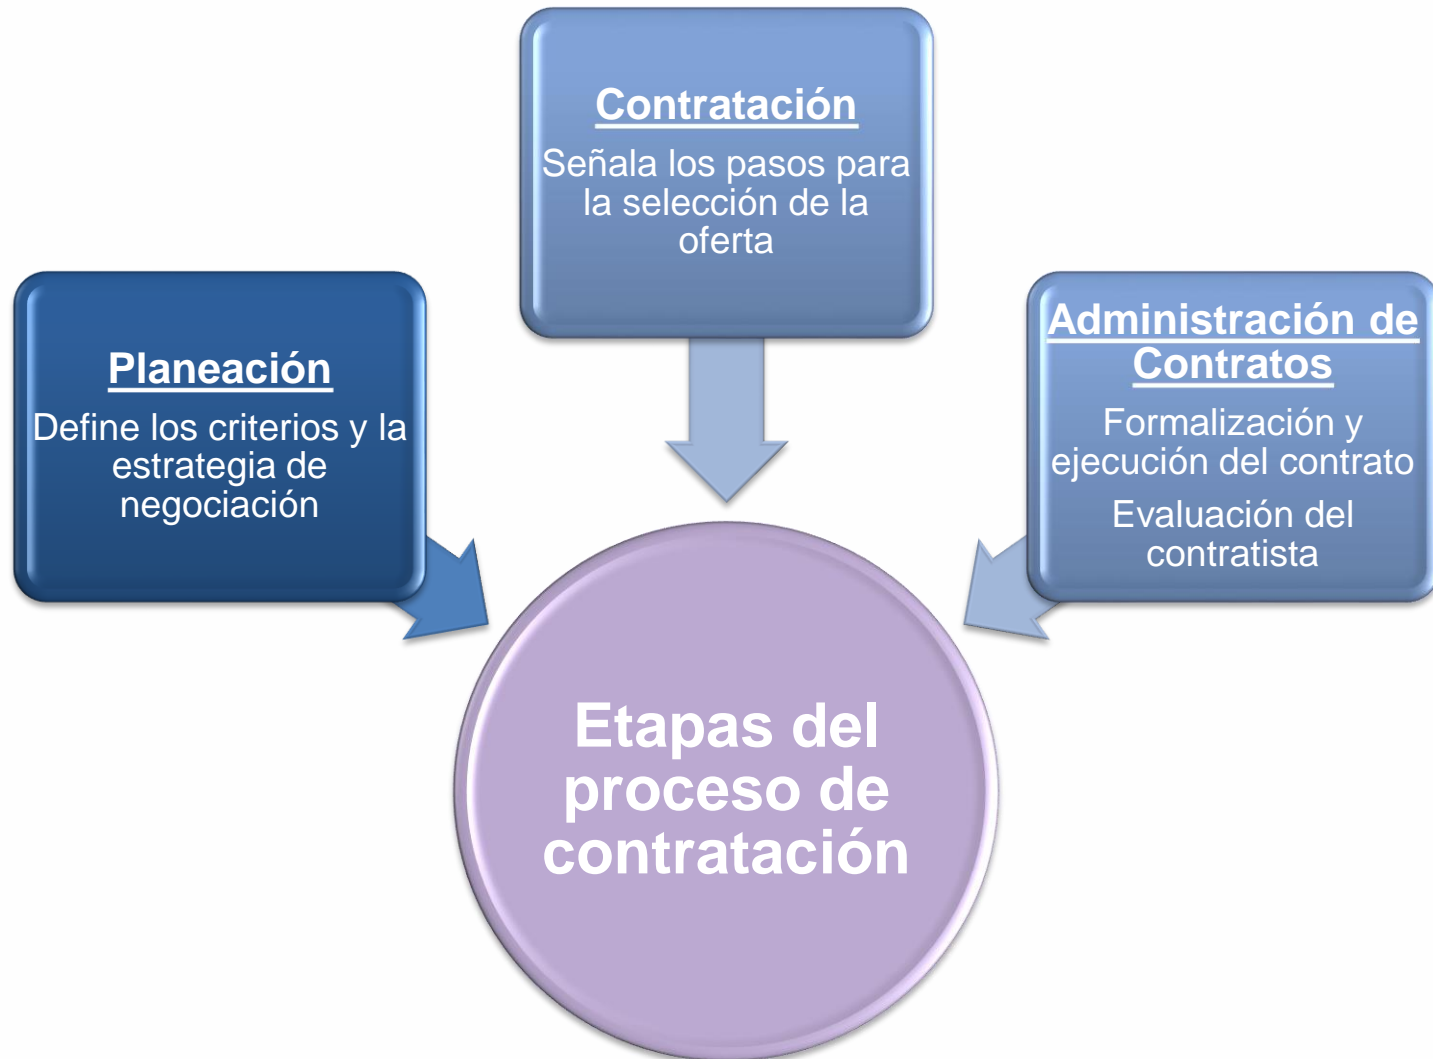 Contratación
Señala los pasos para
la selección de la
oferta
Planeación
Define los criterios y la
estrategia de
negociación
Administración de
Contratos
Formalización y
ejecución del contrato
Evaluación del
contratista
Etapas del
proceso de
contratación